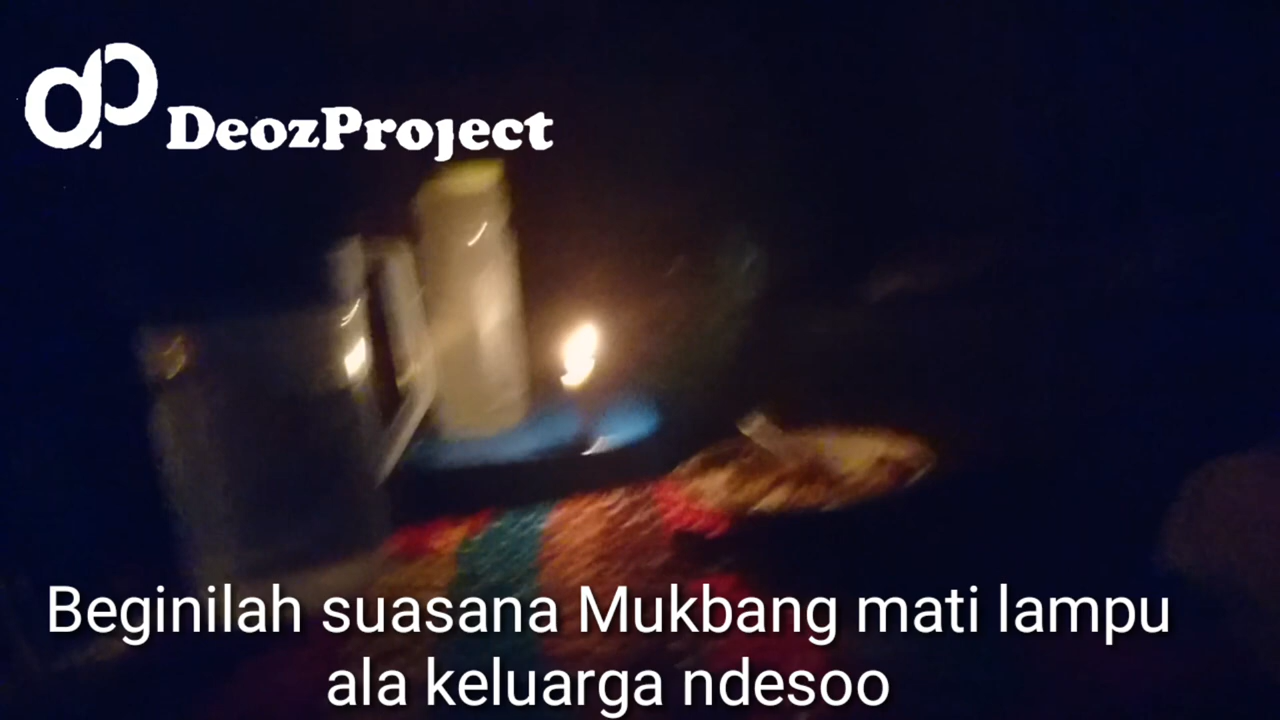 DeozProject
Beginilah suasana Mukbang mati lampu
ala keluarga ndesoo